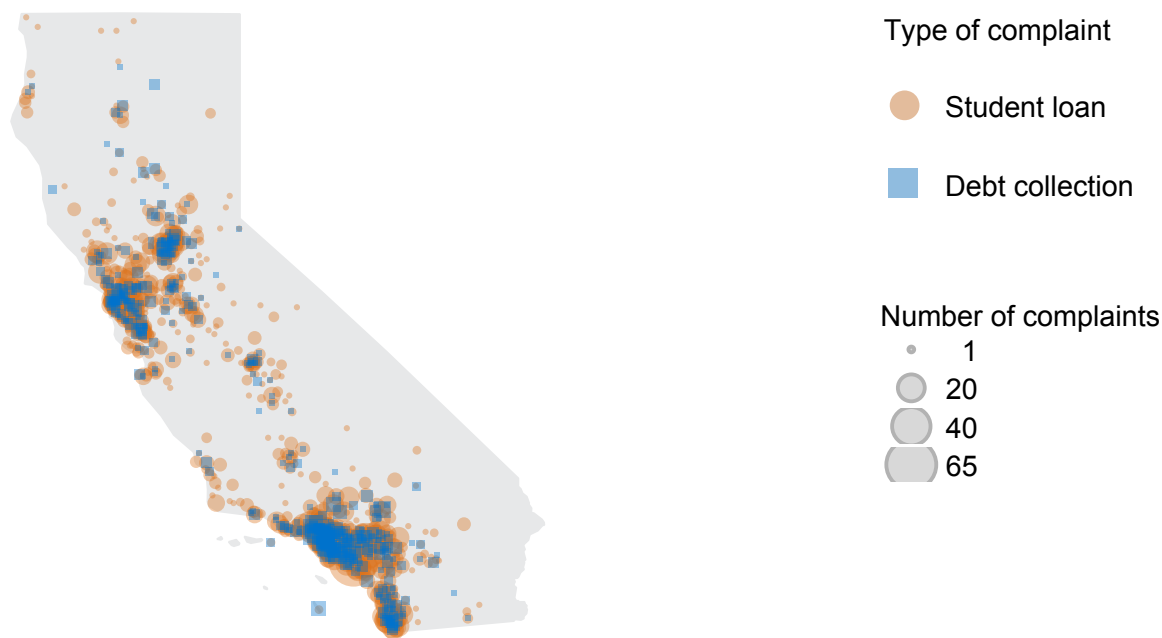 Type of complaint
Student loan
Debt collection
Number of complaints
1
20
40
65